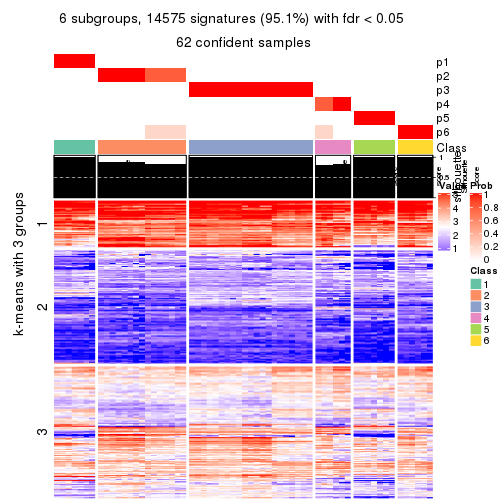 6 subgroups, 14575 signatures (95.1%) with fdr < 0.05
62 confident samples
p1
p2
p3
p4
p5
p6
Class
1
0.5
Silhouette
score
k-means with 3 groups
1
2
3
Value
4
3
2
1
Prob
1
0.8
0.6
0.4
0.2
0
Class
1
2
3
4
5
6